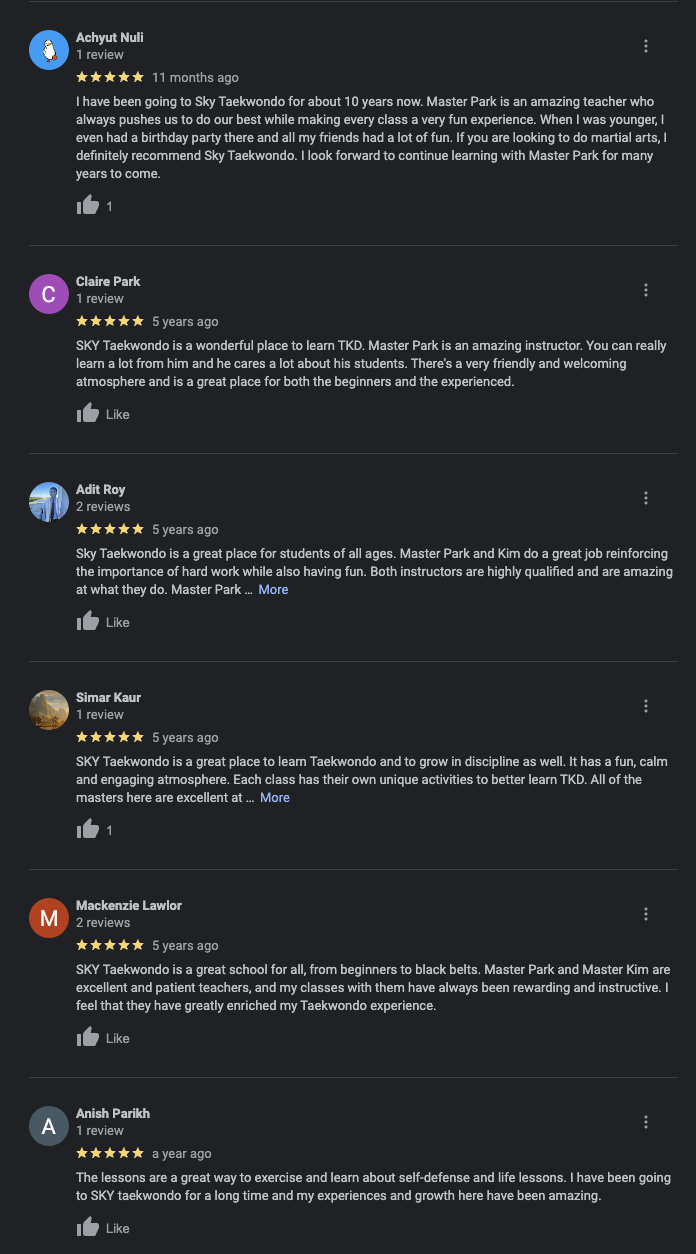 Achyut Nuli
1 review
11 months ago
I have been going to Sky Taekwondo for about 10 years now. Master Park is an amazing teacher who
always pushes us to do our best while making every class a very fun experience. When I was younger, I
even had a birthday party there and all my friends had a lot of fun. If you are looking to do martial arts, I
definitely recommend Sky Taekwondo. I look forward to continue learning with Master Park for many
years to come.
1
C
Claire Park
1 review
5 years ago
SKY Taekwondo is a wonderful place to learn TKD. Master Park is an amazing instructor. You can really
learn a lot from him and he cares a lot about his students. There's a very friendly and welcoming
atmosphere and is a great place for both the beginners and the experienced.
Like
Adit Roy
2 reviews
5 years ago
Sky Taekwondo is a great place for students of all ages. Master Park and Kim do a great job reinforcing
the importance of hard work while also having fun. Both instructors are highly qualified and are amazing
at what they do. Master Park ... More
Like
Simar Kaur
1 review
5 years ago
SKY Taekwondo is a great place to learn Taekwondo and to grow in discipline as well. It has a fun, calm
and engaging atmosphere. Each class has their own unique activities to better learn TKD. All of the
masters here are excellent at ... More
1
M
Mackenzie Lawlor
2 reviews
5 years ago
SKY Taekwondo is a great school for all, from beginners to black belts. Master Park and Master Kim are
excellent and patient teachers, and my classes with them have always been rewarding and instructive. I
feel that they have greatly enriched my Taekwondo experience.
Like
A
Anish Parikh
1 review
a year ago
The lessons are a great way to exercise and learn about self-defense and life lessons. I have been going
to SKY taekwondo for a long time and my experiences and growth here have been amazing.
Like